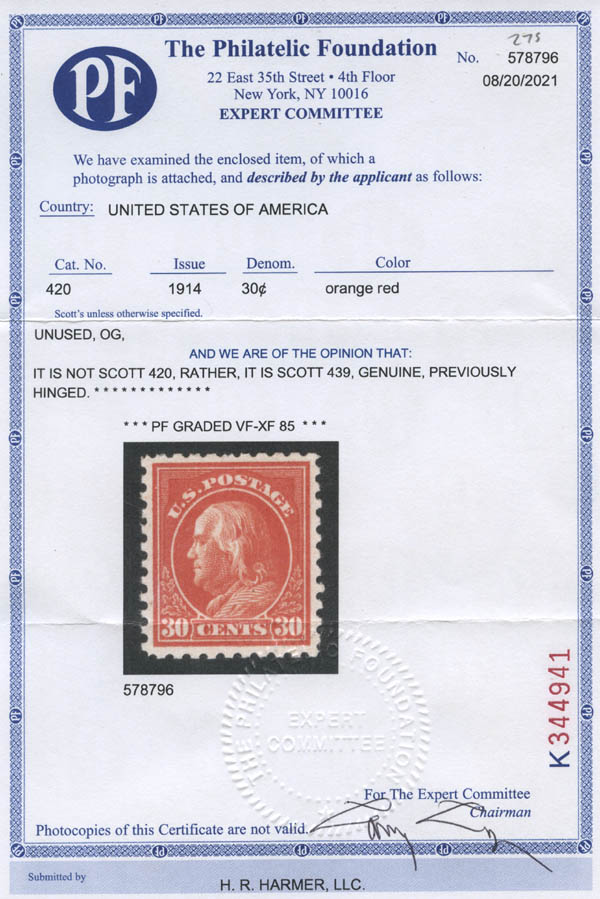 275
PF
The Philatelic Foundation
No. 578796
22 East 35th Street • 4th Floor
08/20/2021
New York, NY 10016
EXPERT COMMITTEE
We have examined the enclosed item, of which a
photograph is attached, and described by the applicant as follows:
Country: UNITED STATES OF AMERICA
Cat. No. Issue Denom. Color
420 1914 30¢ orange red
Scott's unless otherwise specified.
UNUSED, OG,
AND WE ARE OF THE OPINION THAT:
IT IS NOT SCOTT 420, RATHER, IT IS SCOTT 439, GENUINE, PREVIOUSLY
HINGED. * * * * * * * * * * * * *
* * * PF GRADED VF-XF 85 * * *
U.S. POSTAGE
30 CENTS 30
578796
THE PHILATELIC FOUNDATION
EXPERT
COMMITTEE
K344941
For The Expert Committee
Chairman
Photocopies of this Certificate are not valid.
Submitted by
H. R. HARMER, LLC.